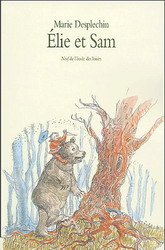 Marie Desplechin
Élie et Sam
Neuf de l'école des loisirs